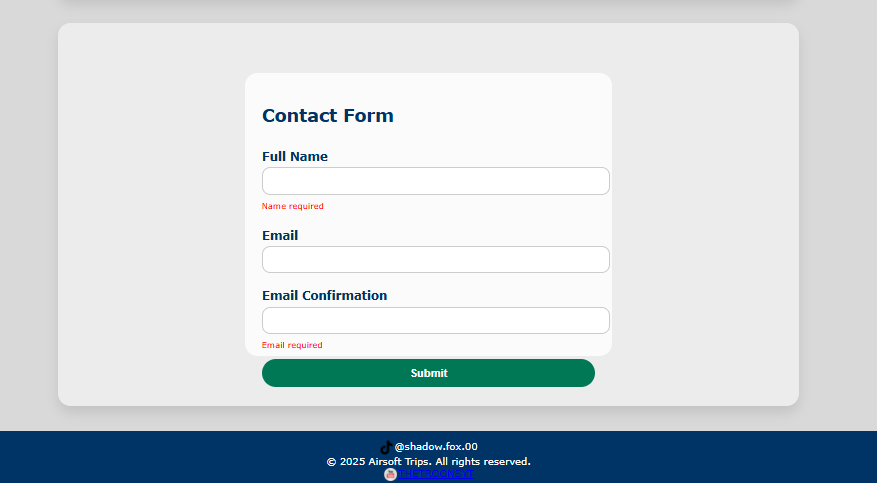 Contact Form
Full Name
Name required
Email
Email Confirmation
Email required
Submit
@shadow.fox.00
© 2025 Airsoft Trips. All rights reserved.